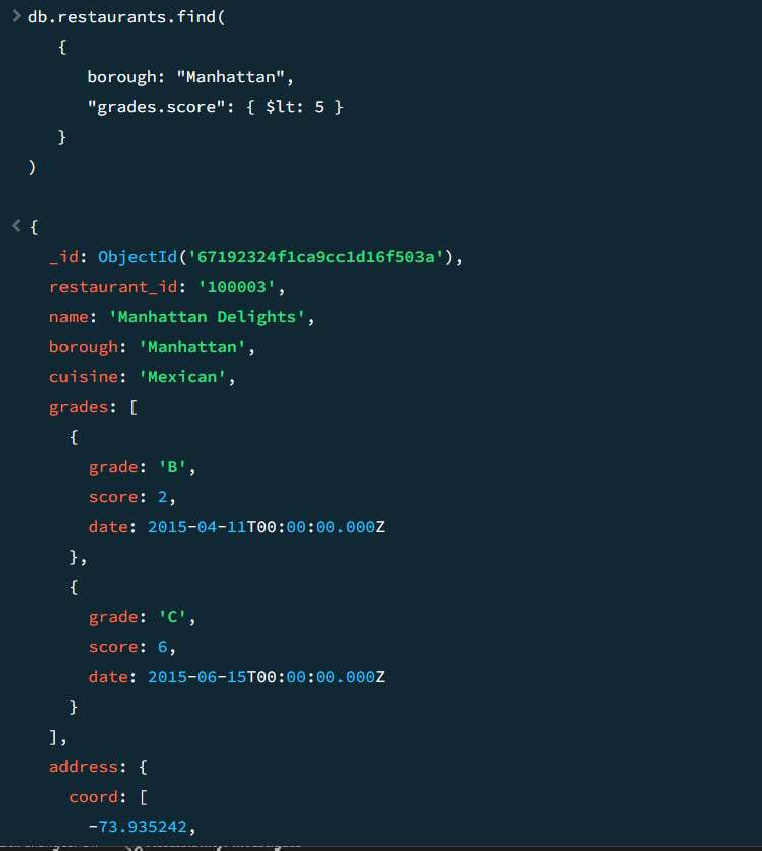 > db.restaurants.find(
{
borough: "Manhattan",
"grades.score": { $lt: 5 }
}
)
< {
_id: ObjectId('67192324f1ca9cc1d16f503a'),
restaurant_id: '100003',
name: 'Manhattan Delights',
borough: 'Manhattan',
cuisine: 'Mexican',
grades: [
{
grade: 'B',
score: 2,
date: 2015-04-11T00:00:00.000Z
},
{
grade: 'C',
score: 6,
date: 2015-06-15T00:00:00.000Z
}
],
address: {
coord: [
-73.935242,